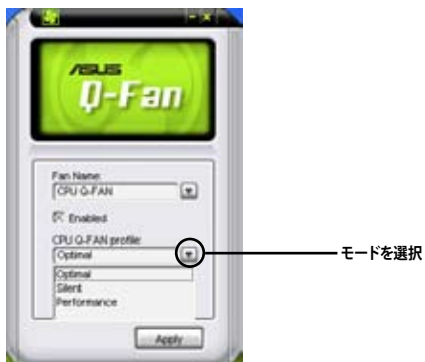 ASUS
Q-Fan
Fan Name:
CPU Q-FAN
Enabled
CPU Q-FAN profile:
Optimal
モードを選択
Optimal
Silent
Performance
Apply